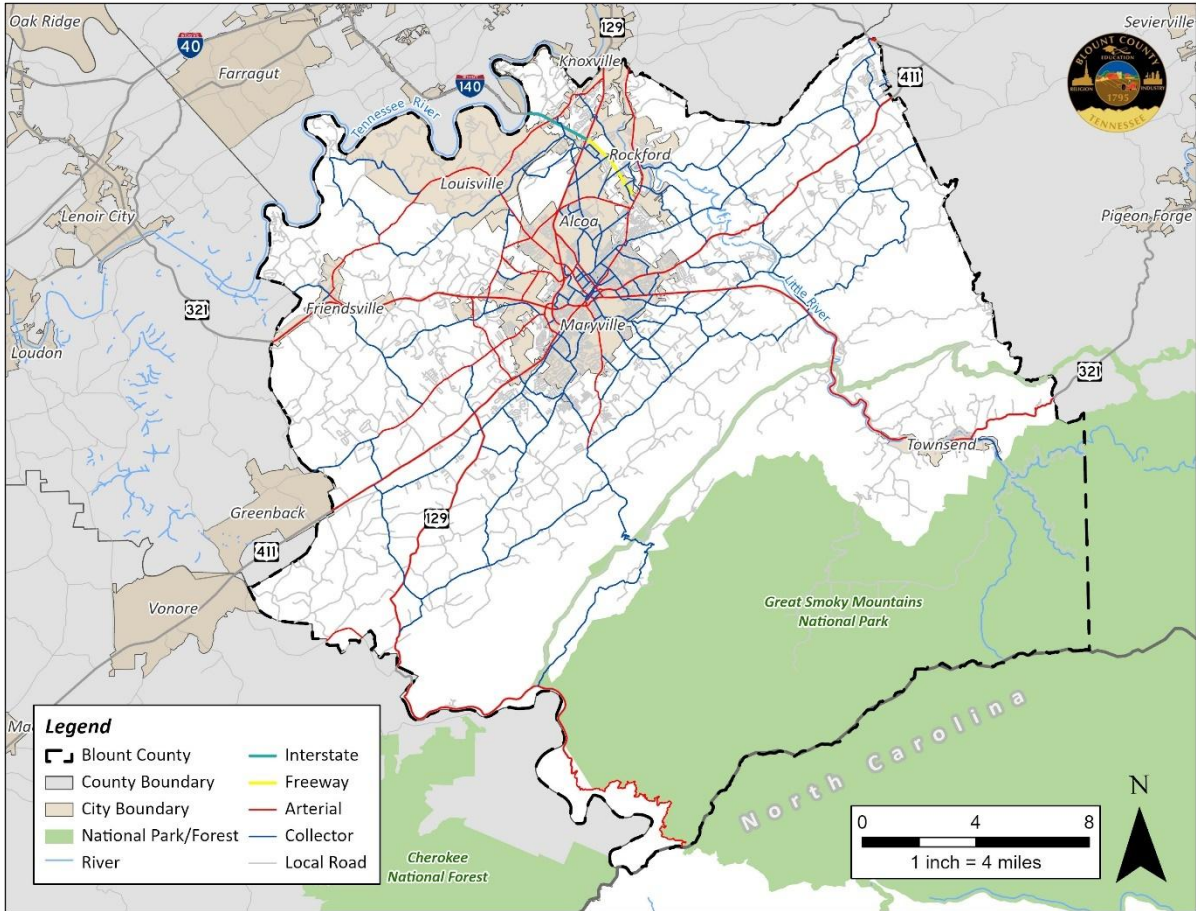 Oak Ridge
40
Farragut
129
Knoxville
140
Sevierville
BLOUNT COUNTY
EDUCATION
RELIGION
INDUSTRY
1795
TENNESSEE
411
Tennessee River
Rockford
Louisville
Lenoir City
Alcoa
Pigeon Forge
321
Friendsville
Little River
Loudon
Maryville
321
Townsend
Greenback
129
411
Vonore
Great Smoky Mountains
National Park
North Carolina
Ma
Legend
Blount County
Interstate
County Boundary
Freeway
City Boundary
Arterial
National Park/Forest
Collector
River
Local Road
Cherokee
National Forest
N
0 4 8
1 inch = 4 miles